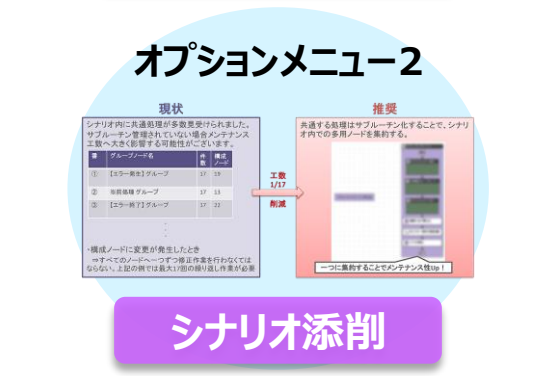 オプションメニュー2
現状
シナリオ内に共通処理が多数見受けられました。
サブルーチン管理されていない場合メンテナンス
工数へ大きく影響する可能性がございます。
グループノード名 件数 構成ノード
① 【エラー発生】グループ 17 19
② 年前処理 グループ 17 13
③ 【エラー終了】グループ 17 22
・構成ノードに変更が発生したとき
⇒すべてのノードへ一つずつ修正作業を行わなくては
ならない。上記の例では最大17回の繰り返し作業が必要
工数
1/17
削減
推奨
共通する処理はサブルーチン化することで、シナリ
オ内での多用ノードを集約する。
一つに集約することでメンテナンス性Up！
シナリオ添削